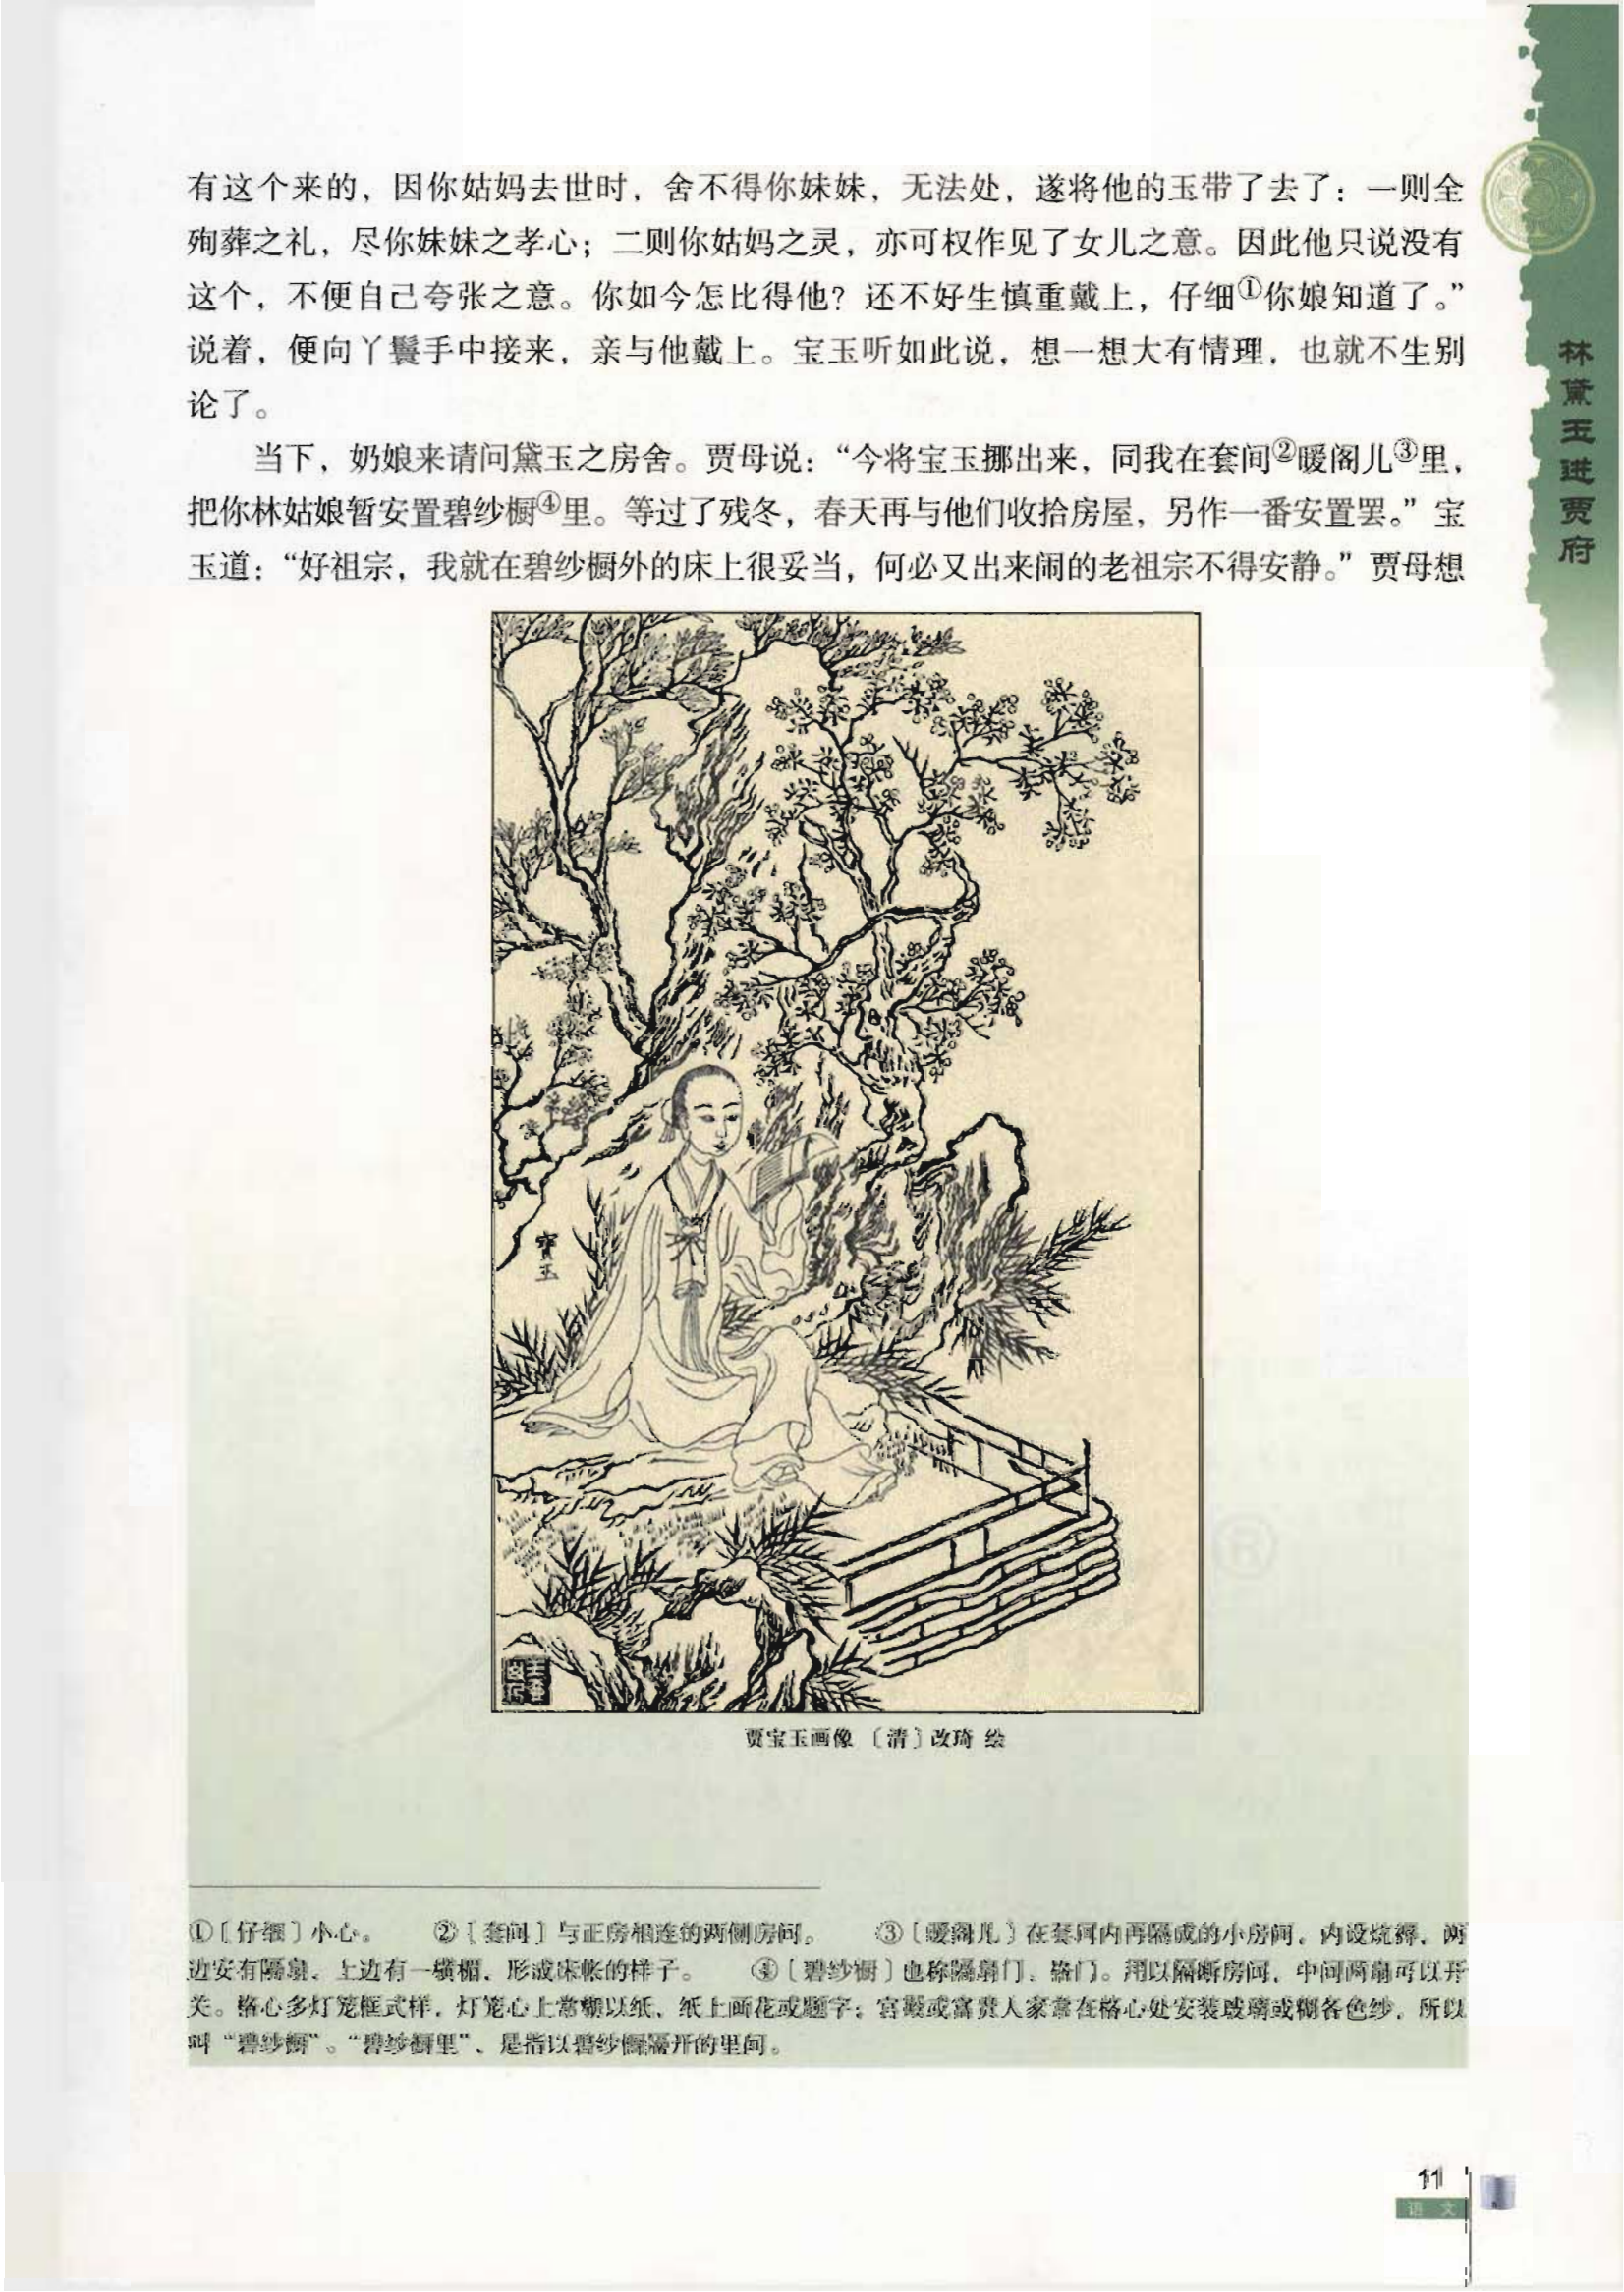 有这个来的，因你姑妈去世时，舍不得你妹妹，无法处，遂将他的玉带了去了：一则全
殉葬之礼，尽你妹妹之孝心；二则你姑妈之灵，亦可权作见了女儿之意。因此他只说没有
这个，不便自己夸张之意。你如今怎比得他？还不好生慎重戴上，仔细①你娘知道了。”
说着，便向丫鬟手中接来，亲与他戴上。宝玉听如此说，想一想大有情理，也就不生别
论了。
当下，奶娘来请问黛玉之房舍。贾母说：“今将宝玉挪出来，同我在套间②暖阁儿③里，
把你林姑娘暂安置碧纱橱④里。等过了残冬，春天再与他们收拾房屋，另作一番安置罢。”宝
玉道：“好祖宗，我就在碧纱橱外的床上很妥当，何必又出来闹的老祖宗不得安静。”贾母想
林黛玉进贾府
寶玉
贾宝玉画像 〔清〕改琦 绘
①〔仔细〕小心。 ②〔套间〕与正房相连的两侧房间。 ③〔暖阁儿〕在套间内再隔成的小房间，内设炕褥，两
边安有隔扇，上边有一横楣，形成床帐的样子。 ④〔碧纱橱〕也称隔扇门、格门。用以隔断房间，中间两扇可以开
关。格心多灯笼框式样，灯笼心上常糊以纸，纸上画花或题字；宫殿或富贵人家常在格心处安装玻璃或糊各色纱，所以
叫“碧纱橱”。“碧纱橱里”，是指以碧纱橱隔开的里间。
11
语 文